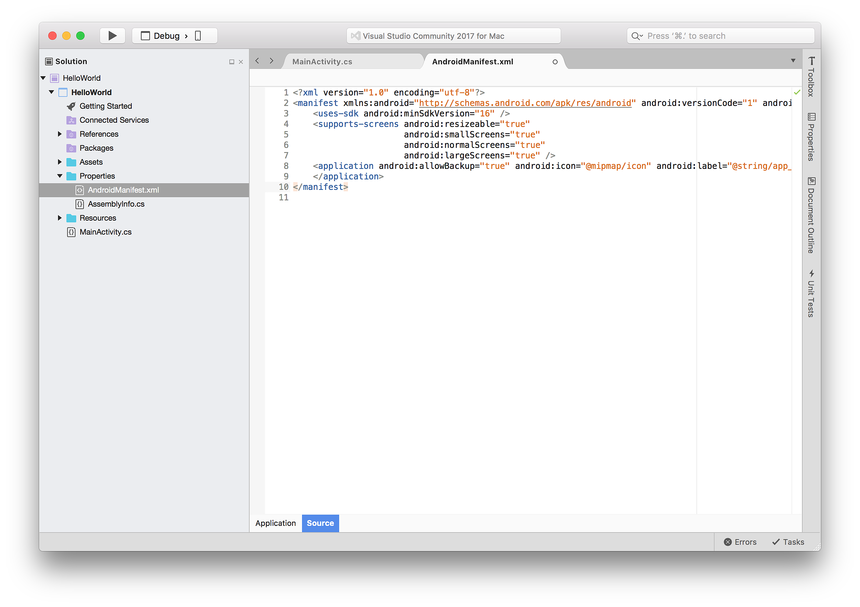 Debug
Visual Studio Community 2017 for Mac
Press '⌘.' to search
Solution
HelloWorld
HelloWorld
Getting Started
Connected Services
References
Packages
Assets
Properties
AndroidManifest.xml
AssemblyInfo.cs
Resources
MainActivity.cs
MainActivity.cs
AndroidManifest.xml
1 <?xml version="1.0" encoding="utf-8"?>
2 <manifest xmlns:android="http://schemas.android.com/apk/res/android" android:versionCode="1" androi
3 <uses-sdk android:minSdkVersion="16" />
4 <supports-screens android:resizeable="true"
5 android:smallScreens="true"
6 android:normalScreens="true"
7 android:largeScreens="true" />
8 <application android:allowBackup="true" android:icon="@mipmap/icon" android:label="@string/app_
9 </application>
10 </manifest>
11
Application Source
Toolbox
Properties
Document Outline
Unit Tests
Errors Tasks